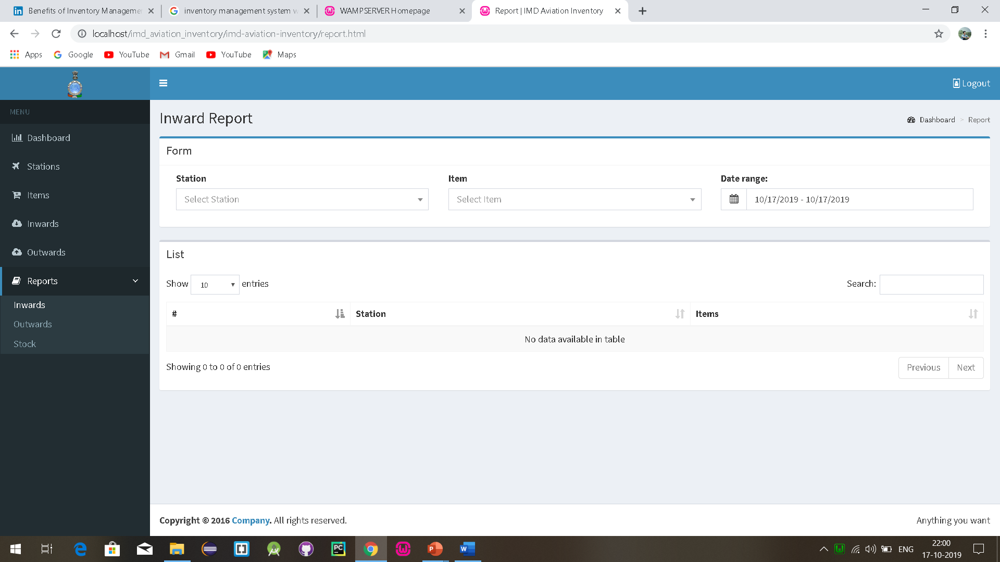 Benefits of Inventory Manageme
inventory management system w
WAMPSERVER Homepage
Report | IMD Aviation Inventory
localhost/imd_aviation_inventory/imd-aviation-inventory/report.html
Apps Google YouTube Gmail YouTube Maps
Logout
MENU
Dashboard
Stations
Items
Inwards
Outwards
Reports
Inwards
Outwards
Stock
Inward Report
Dashboard > Report
Form
Station
Select Station
Item
Select Item
Date range:
10/17/2019 - 10/17/2019
List
Show 10 entries
Search:
# Station Items
No data available in table
Showing 0 to 0 of 0 entries
Previous Next
Copyright © 2016 Company. All rights reserved.
Anything you want
ENG
22:00
17-10-2019